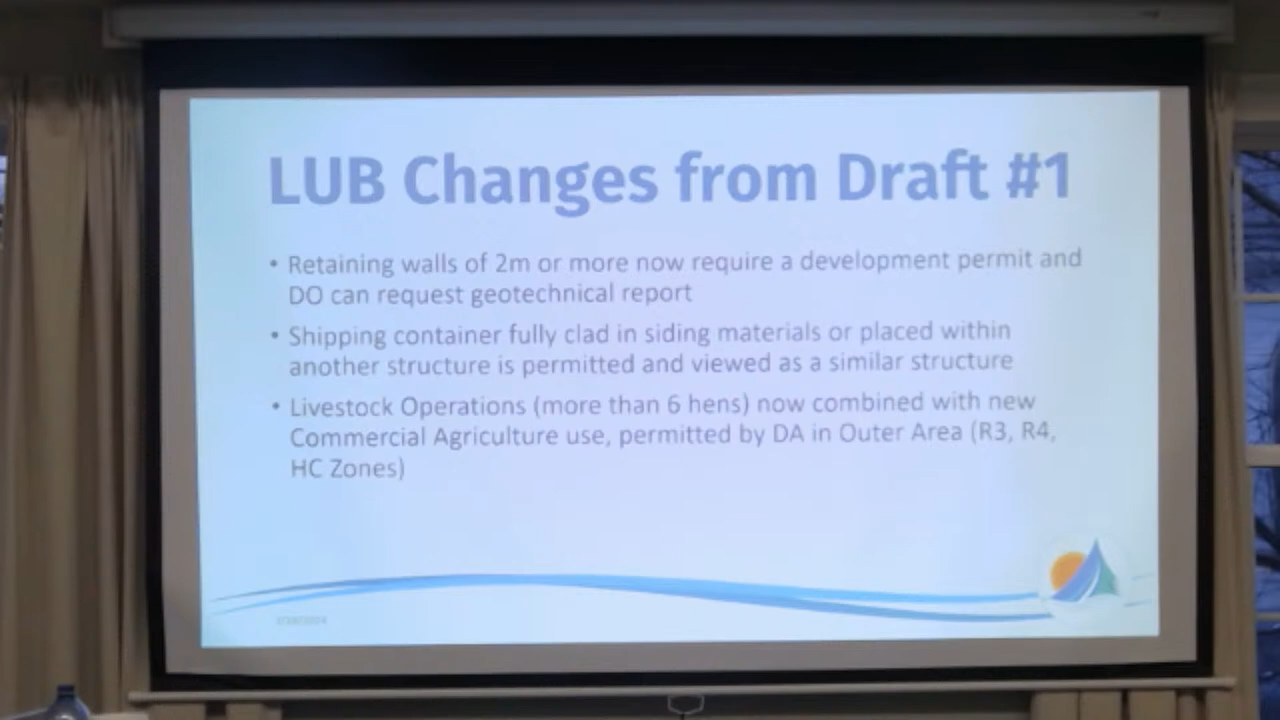 LUB Changes from Draft #1
• Retaining walls of 2m or more now require a development permit and
DO can request geotechnical report
• Shipping container fully clad in siding materials or placed within
another structure is permitted and viewed as a similar structure
• Livestock Operations (more than 6 hens) now combined with new
Commercial Agriculture use, permitted by DA in Outer Area (R3, R4,
HC Zones)